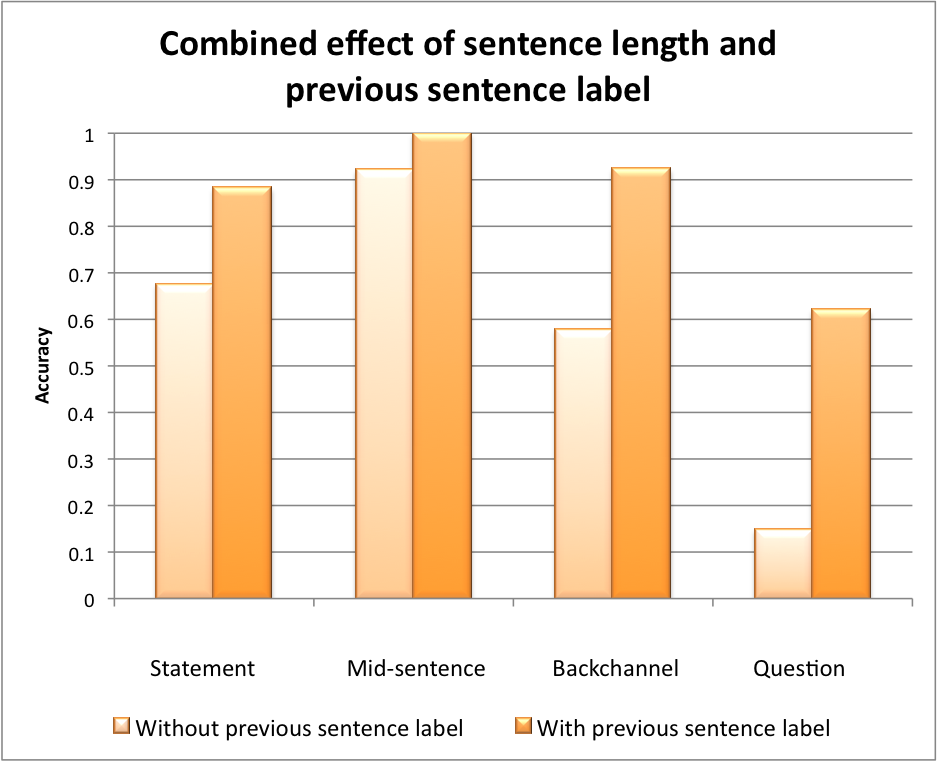 Combined effect of sentence length and
previous sentence label
1
0.9
0.8
0.7
0.6
0.5
0.4
0.3
0.2
0.1
0
Accuracy
Statement Mid-sentence Backchannel Question
Without previous sentence label With previous sentence label